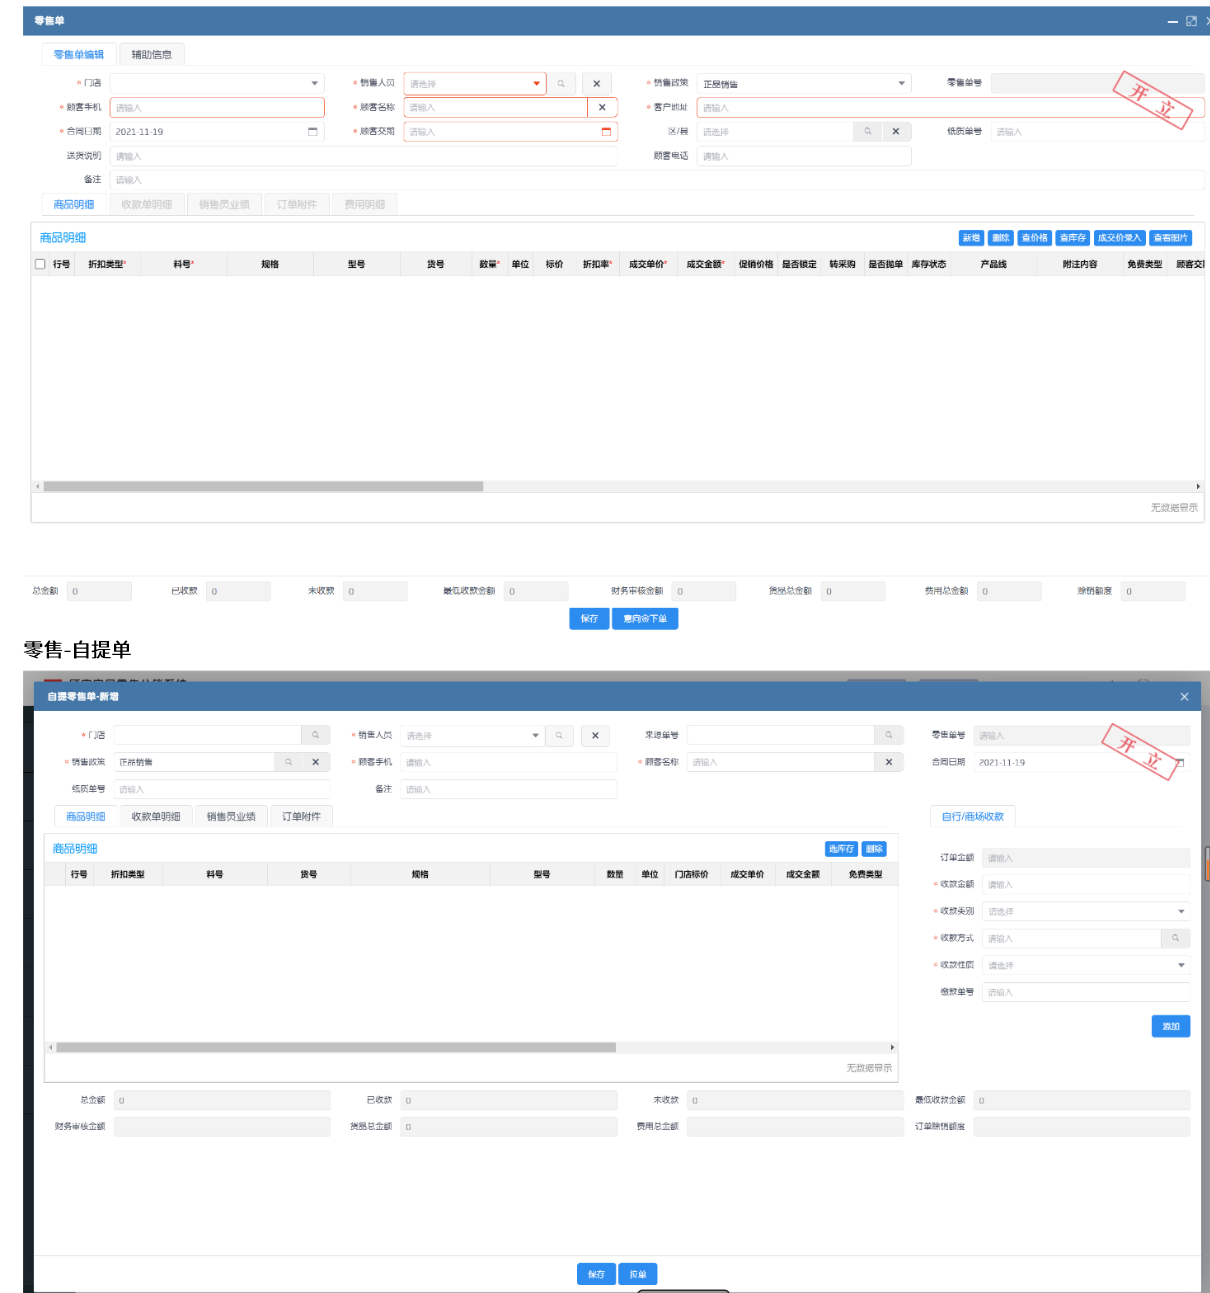 零售单
零售单编辑 辅助信息
* 门店 * 销售人员 请选择 * 销售政策 正品销售 零售单号
* 顾客手机 请输入 * 顾客名称 请输入 * 客户地址 请输入
开立
* 合同日期 2021-11-19 * 顾客交期 请输入 区/县 请选择 纸质单号 请输入
送货说明 请输入 顾客电话 请输入
备注 请输入
商品明细 收款单明细 销售员业绩 订单附件 费用明细
商品明细 新增 删除 查价格 查库存 成交价录入 查看图片
行号 折扣类型* 料号* 规格 型号 货号 数量* 单位 标价 折扣率* 成交单价* 成交金额* 促销价格 是否锁定 转采购 是否抛单 库存状态 产品线 附注内容 免费类型 顾客交
无数据显示
总金额 0 已收款 0 未收款 0 最低收款金额 0 财务审核金额 0 货品总金额 0 费用总金额 0 赊销额度 0
保存 意向金下单
零售-自提单
自提零售单-新增
* 门店 * 销售人员 请选择 来源单号 零售单号 请输入
开立
* 销售政策 正品销售 * 顾客手机 请输入 * 顾客名称 请输入 合同日期 2021-11-19
纸质单号 请输入 备注 请输入
商品明细 收款单明细 销售员业绩 订单附件 自行/商场收款
商品明细 选库存 删除
行号 折扣类型 料号 货号 规格 型号 数量 单位 门店标价 成交单价 成交金额 免费类型
订单金额 请输入
* 收款金额 请输入
* 收款类别 请选择
* 收款方式 请输入
* 收款性质 请选择
缴款单号 请输入
添加
无数据显示
总金额 0 已收款 0 未收款 0 最低收款金额 0
财务审核金额 货品总金额 0 费用总金额 订单赊销额度
保存 拉单